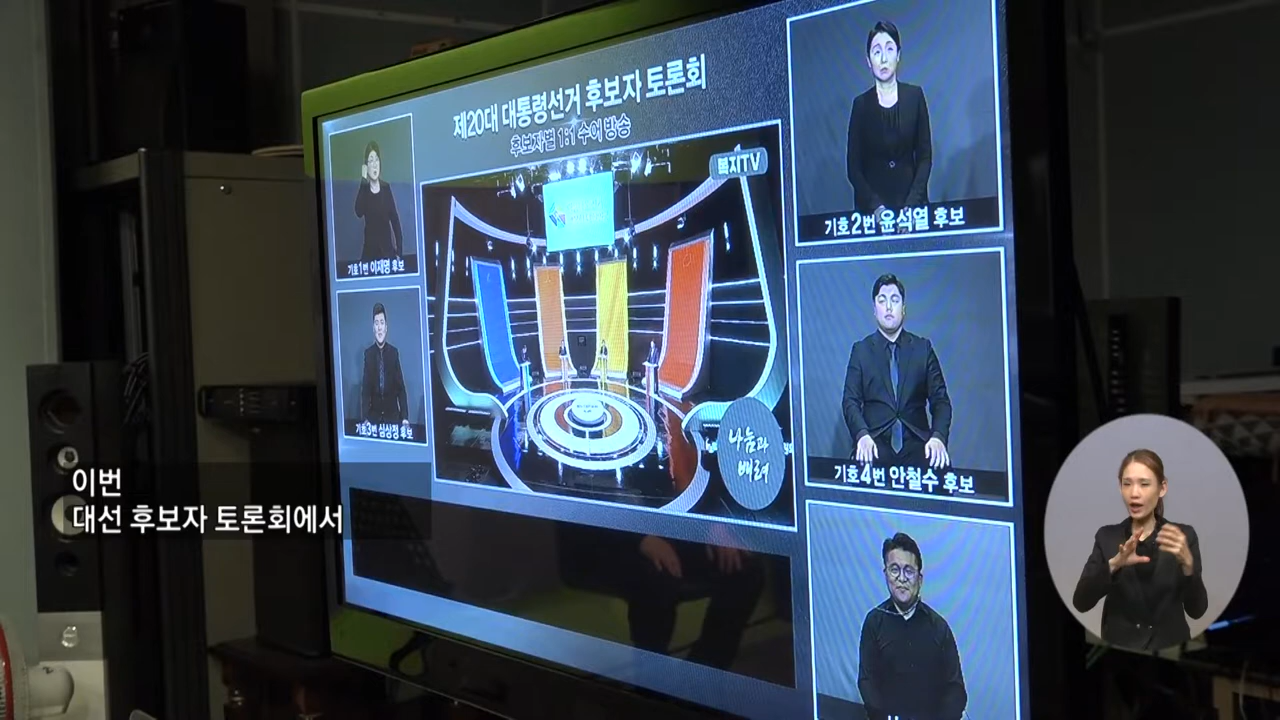 제20대 대통령선거 후보자 토론회
후보자별 1:1 수어 방송
복지TV
기호1번 이재명 후보
기호2번 윤석열 후보
기호3번 심상정 후보
기호4번 안철수 후보
나눔과
배려
이번
대선 후보자 토론회에서